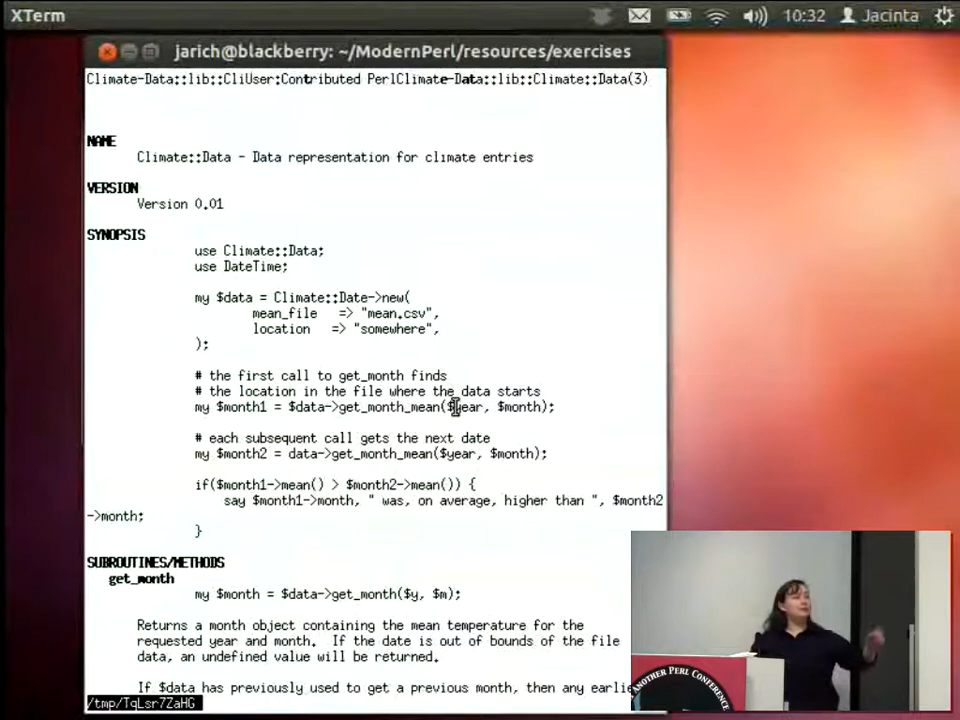 XTerm
10:32 Jacinta
jarich@blackberry: ~/ModernPerl/resources/exercises
Climate-Data::lib::CliUser:Contributed PerlClimate-Data::lib::Climate::Data(3)
NAME
Climate::Data - Data representation for climate entries
VERSION
Version 0.01
SYNOPSIS
use Climate::Data;
use DateTime;
my $data = Climate::Date->new(
mean_file => "mean.csv",
location => "somewhere",
);
# the first call to get_month finds
# the location in the file where the data starts
my $month1 = $data->get_month_mean($year, $month);
# each subsequent call gets the next date
my $month2 = data->get_month_mean($year, $month);
if($month1->mean() > $month2->mean()) {
say $month1->month, " was, on average, higher than ", $month2
->month;
}
SUBROUTINES/METHODS
get_month
my $month = $data->get_month($y, $m);
Returns a month object containing the mean temperature for the
requested year and month. If the date is out of bounds of the file
data, an undefined value will be returned.
If $data has previously used to get a previous month, then any earlie
/tmp/TqLsr7ZaHG
ANOTHER PERL CONFERENCE